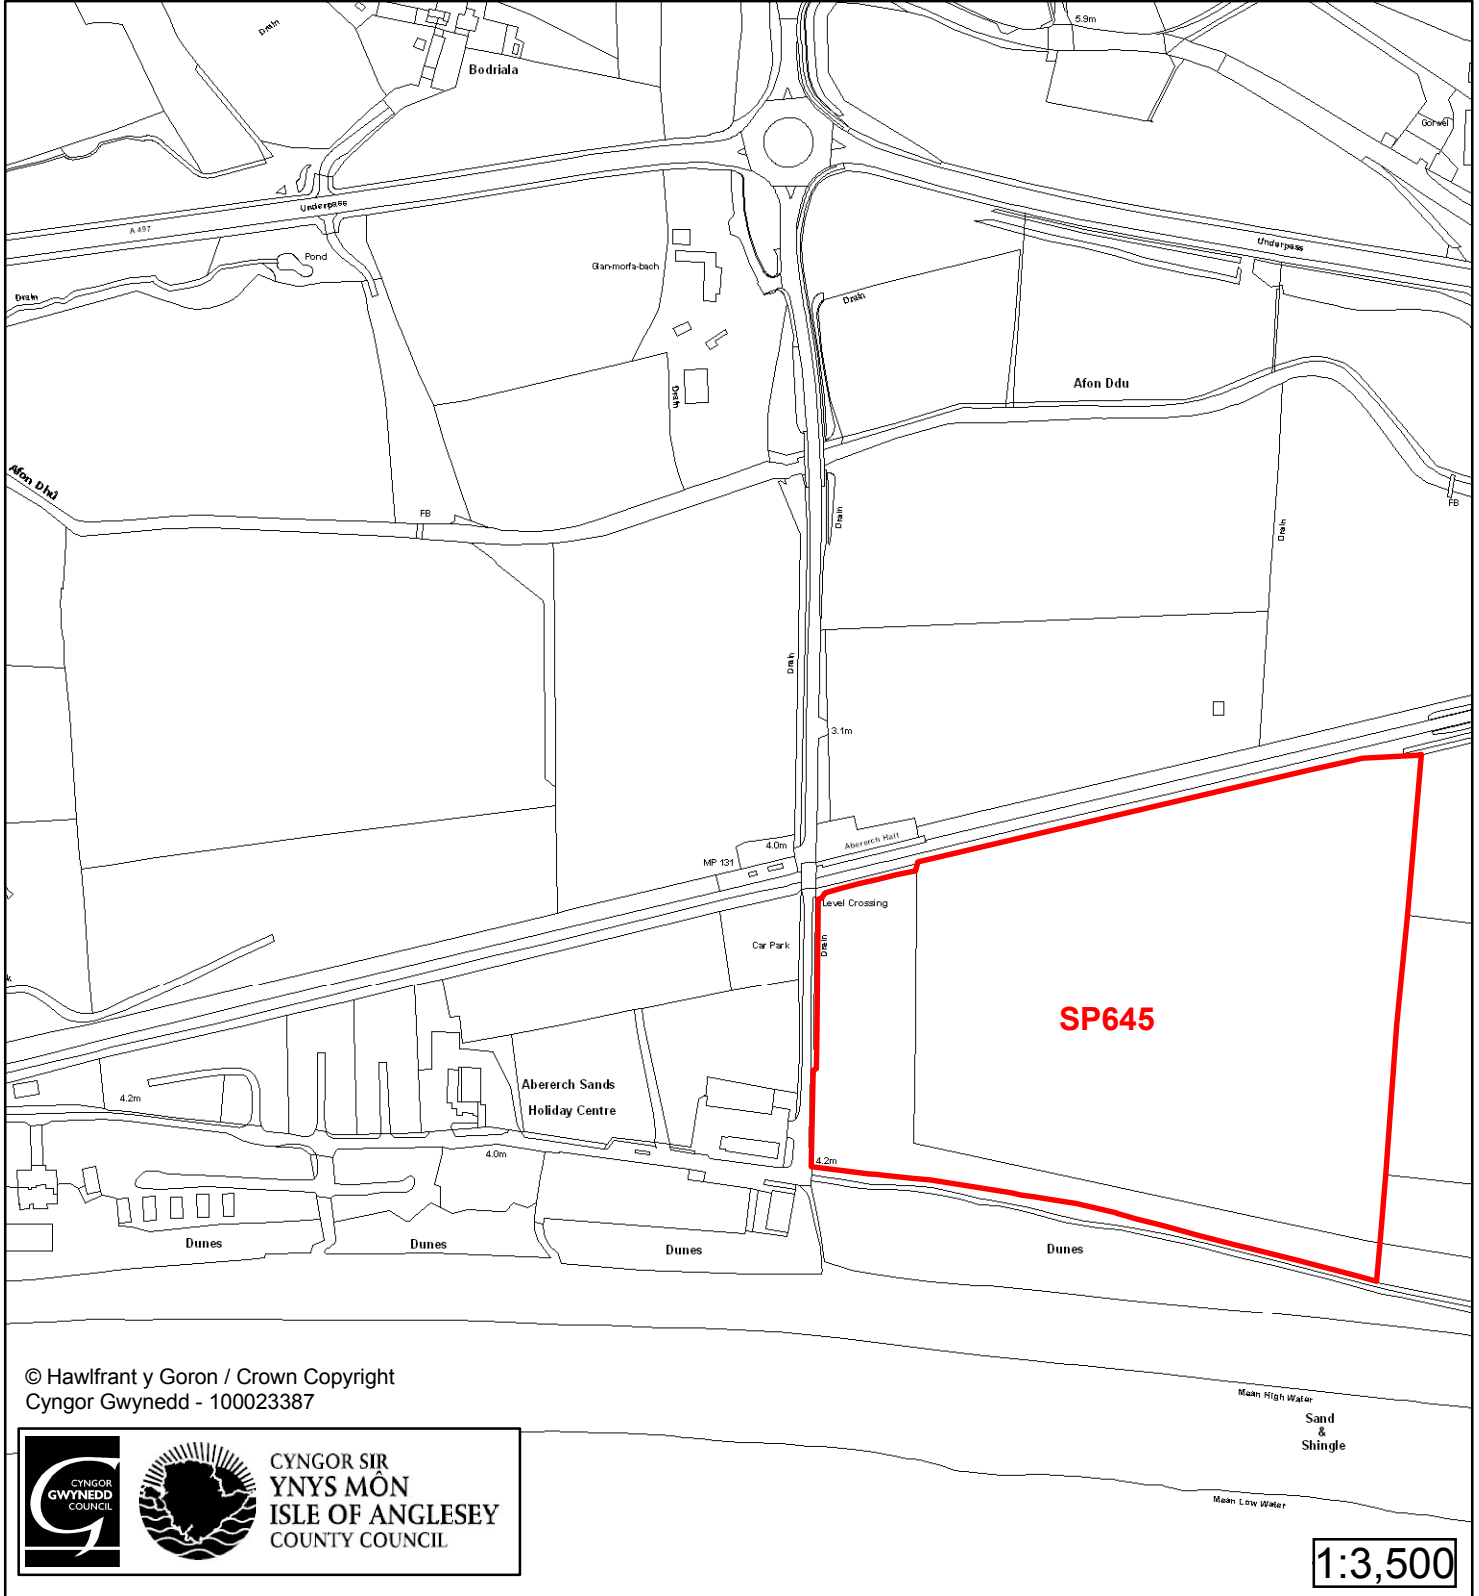 Drain
5.9m
Bodriala
Gorwel
Underpass
A 497
Underpass
Pond
Glan-morfa-bach
Drain
Drain
Afon Ddu
Drain
Afon Dhû
FB
FB
Drain
Drain
Drain
3.1m
Abererch Halt
4.0m
MP 131
Level Crossing
Car Park
Drain
SP645
Abererch Sands
Holiday Centre
4.2m
4.0m
4.2m
Dunes
Dunes
Dunes
Dunes
© Hawlfrant y Goron / Crown Copyright
Cyngor Gwynedd - 100023387
Mean High Water
Sand
&
Shingle
Mean Low Water
CYNGOR
GWYNEDD
COUNCIL
CYNGOR SIR
YNYS MÔN
ISLE OF ANGLESEY
COUNTY COUNCIL
1:3,500